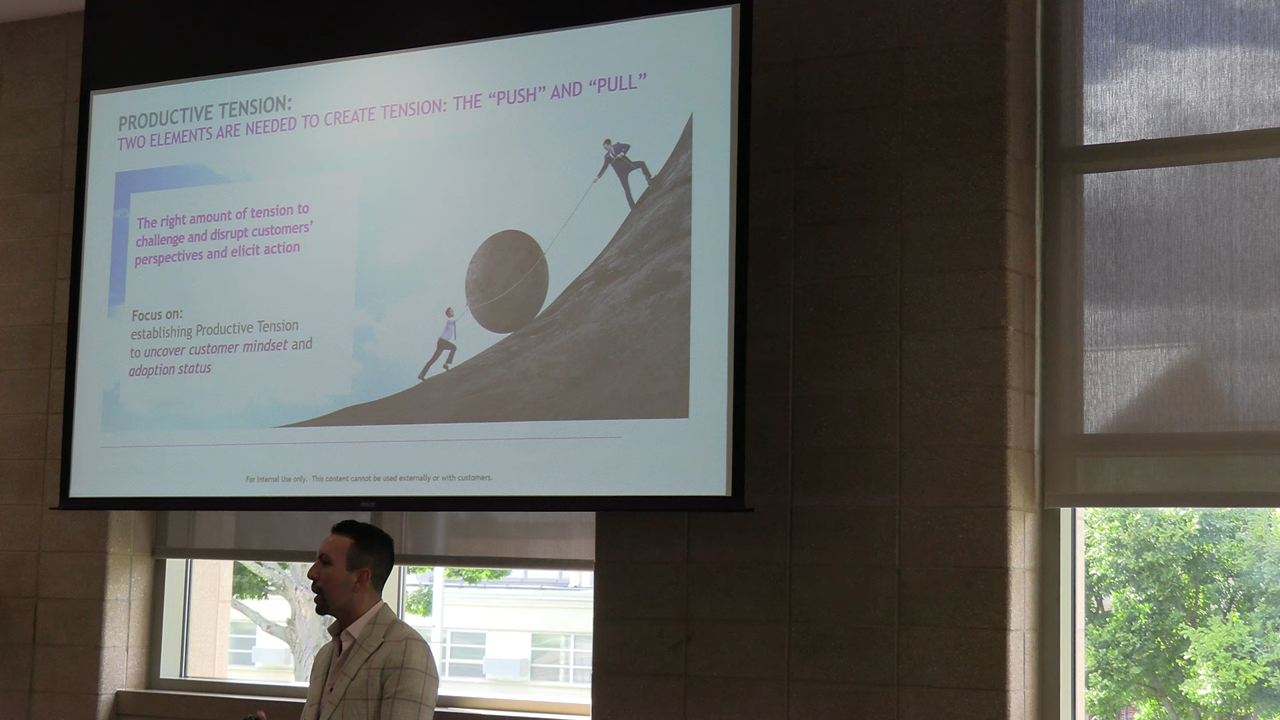 PRODUCTIVE TENSION:
TWO ELEMENTS ARE NEEDED TO CREATE TENSION: THE “PUSH” AND “PULL”
The right amount of tension to
challenge and disrupt customers’
perspectives and elicit action
Focus on:
establishing Productive Tension
to uncover customer mindset and
adoption status
For Internal Use only. This content cannot be used externally or with customers.